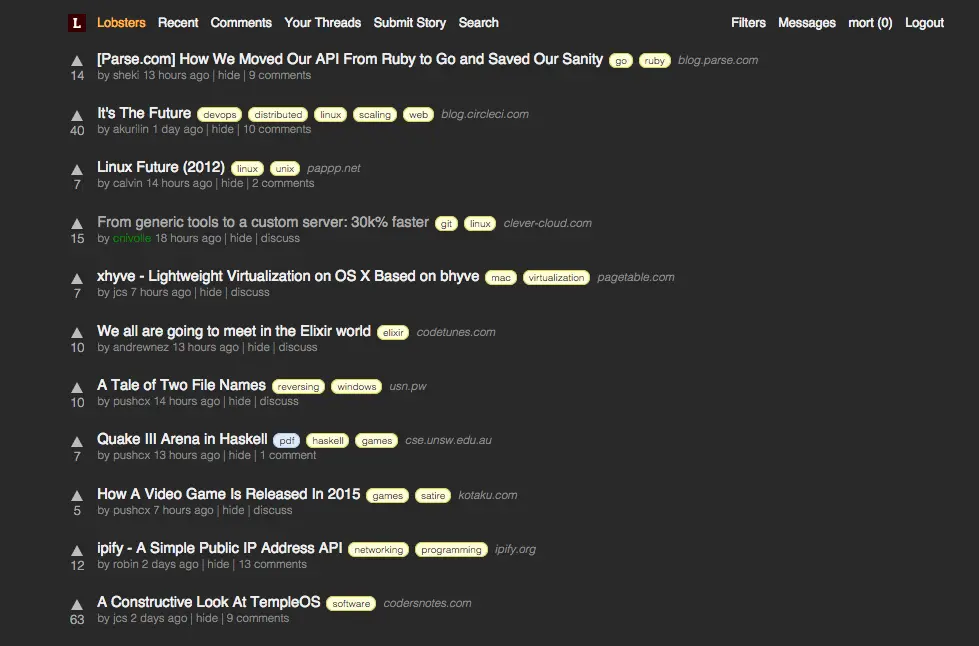 L Lobsters Recent Comments Your Threads Submit Story Search Filters Messages mort (0) Logout
[Parse.com] How We Moved Our API From Ruby to Go and Saved Our Sanity go ruby blog.parse.com
14 by sheki 13 hours ago | hide | 9 comments
It's The Future devops distributed linux scaling web blog.circleci.com
40 by akurilin 1 day ago | hide | 10 comments
Linux Future (2012) linux unix pappp.net
7 by calvin 14 hours ago | hide | 2 comments
From generic tools to a custom server: 30k% faster git linux clever-cloud.com
15 by cnivolle 18 hours ago | hide | discuss
xhyve - Lightweight Virtualization on OS X Based on bhyve mac virtualization pagetable.com
7 by jcs 7 hours ago | hide | discuss
We all are going to meet in the Elixir world elixir codetunes.com
10 by andrewnez 13 hours ago | hide | discuss
A Tale of Two File Names reversing windows usn.pw
10 by pushcx 14 hours ago | hide | discuss
Quake III Arena in Haskell pdf haskell games cse.unsw.edu.au
7 by pushcx 13 hours ago | hide | 1 comment
How A Video Game Is Released In 2015 games satire kotaku.com
5 by pushcx 7 hours ago | hide | discuss
ipify - A Simple Public IP Address API networking programming ipify.org
12 by robin 2 days ago | hide | 13 comments
A Constructive Look At TempleOS software codersnotes.com
63 by jcs 2 days ago | hide | 9 comments